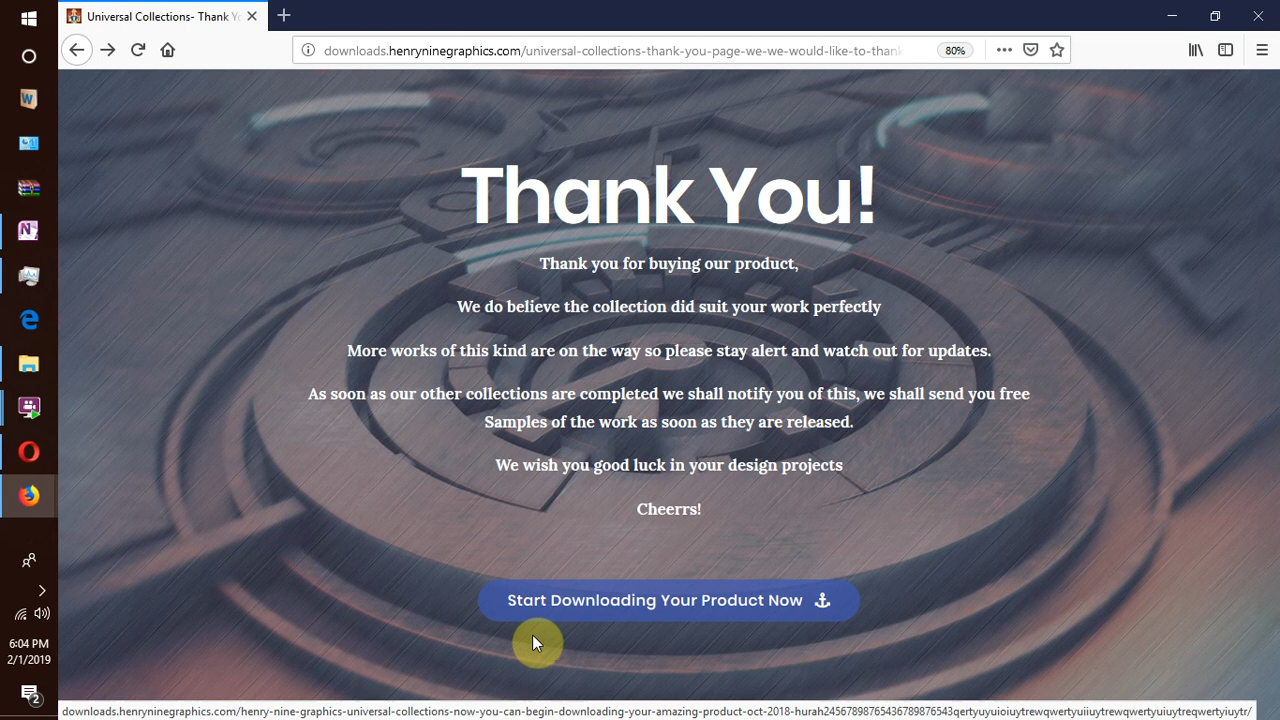 Universal Collections- Thank Yo
downloads.henryninegraphics.com/universal-collections-thank-you-page-we-we-would-like-to-thank
80%
Thank You!
Thank you for buying our product,
We do believe the collection did suit your work perfectly
More works of this kind are on the way so please stay alert and watch out for updates.
As soon as our other collections are completed we shall notify you of this, we shall send you free
Samples of the work as soon as they are released.
We wish you good luck in your design projects
Cheerrs!
Start Downloading Your Product Now
6:04 PM
2/1/2019
2
downloads.henryninegraphics.com/henry-nine-graphics-universal-collections-now-you-can-begin-downloading-your-amazing-product-oct-2018-hurah24567898765436789876543qertyuyuioiuytrewqwertyuiiuytrewqwertyuiuytreqwertyiuytr/